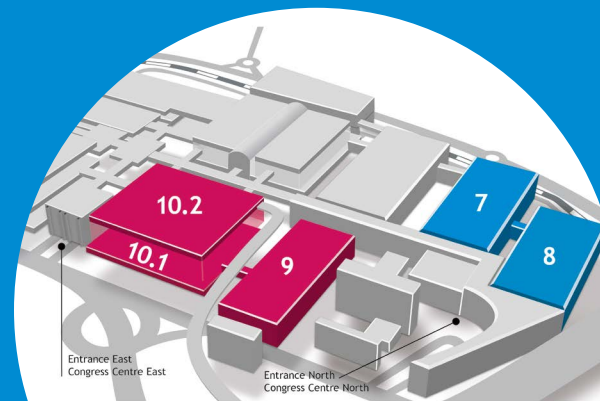 10.2
10.1
9
7
8
Entrance East
Congress Centre East
Entrance North
Congress Centre North